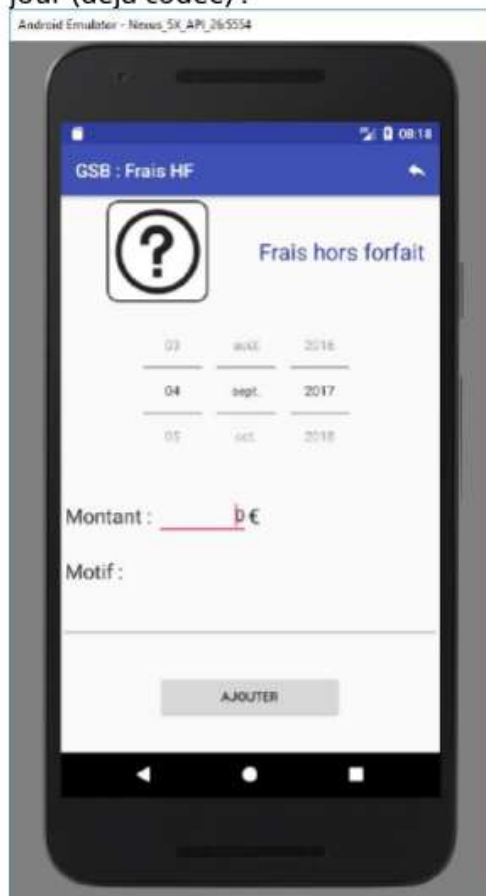 jour (déjà codée) :
Android Emulator - Nexus_5X_API_26:5554
08:18
GSB : Frais HF
?
Frais hors forfait
03 août 2016
04 sept. 2017
05 oct. 2018
Montant : 0 €
Motif :
AJOUTER